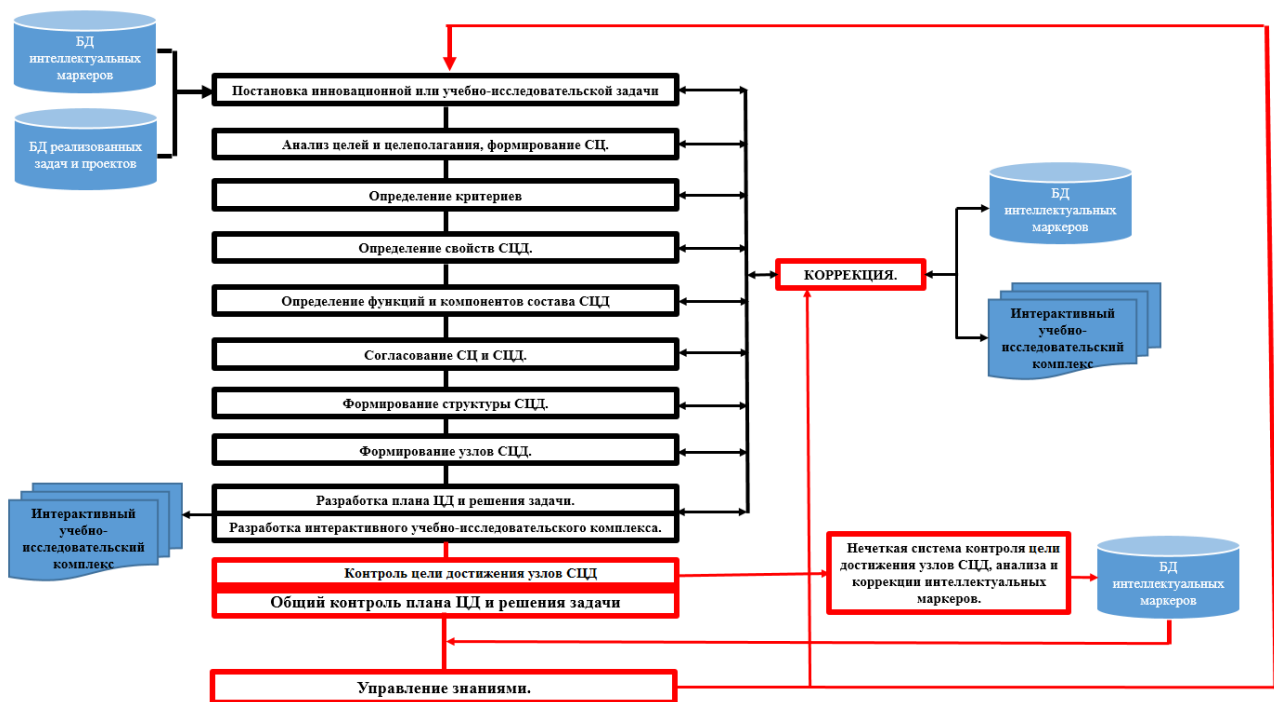 БД
интеллектуальных
маркеров
БД реализованных
задач и проектов
Постановка инновационной или учебно-исследовательской задачи
Анализ целей и целеполагания, формирование СЦ.
Определение критериев
Определение свойств СЦД.
Определение функций и компонентов состава СЦД
Согласование СЦ и СЦД.
Формирование структуры СЦД.
Формирование узлов СЦД.
Разработка плана ЦД и решения задачи.
Разработка интерактивного учебно-исследовательского комплекса.
Интерактивный
учебно-
исследовательский
комплекс
КОРРЕКЦИЯ.
БД
интеллектуальных
маркеров
Интерактивный
учебно-
исследовательский
комплекс
Контроль цели достижения узлов СЦД
Общий контроль плана ЦД и решения задачи
Нечеткая система контроля цели
достижения узлов СЦД, анализа и
коррекции интеллектуальных
маркеров.
БД
интеллектуальных
маркеров
Управление знаниями.